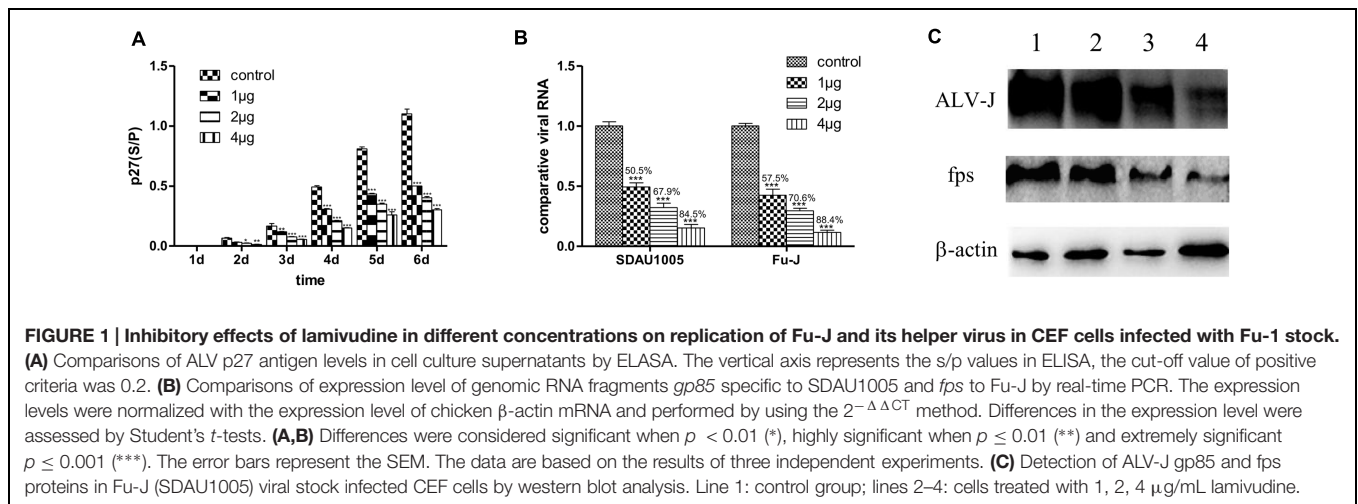 A
1.5
1.0
0.5
0.0
p27(S/P)
control
1μg
2μg
4μg
*
**
**
***
***
***
***
***
***
***
***
***
***
***
1d 2d 3d 4d 5d 6d
time
B
1.5
1.0
0.5
0.0
comparative viral RNA
control
1μg
2μg
4μg
50.5%
***
67.9%
***
84.5%
***
57.5%
***
70.6%
***
88.4%
***
SDAU1005 Fu-J
C
1 2 3 4
ALV-J
fps
β-actin
FIGURE 1 | Inhibitory effects of lamivudine in different concentrations on replication of Fu-J and its helper virus in CEF cells infected with Fu-1 stock.
(A) Comparisons of ALV p27 antigen levels in cell culture supernatants by ELASA. The vertical axis represents the s/p values in ELISA, the cut-off value of positive
criteria was 0.2. (B) Comparisons of expression level of genomic RNA fragments gp85 specific to SDAU1005 and fps to Fu-J by real-time PCR. The expression
levels were normalized with the expression level of chicken β-actin mRNA and performed by using the 2−ΔΔCT method. Differences in the expression level were
assessed by Student's t-tests. (A,B) Differences were considered significant when p < 0.01 (*), highly significant when p ≤ 0.01 (**) and extremely significant
p ≤ 0.001 (***). The error bars represent the SEM. The data are based on the results of three independent experiments. (C) Detection of ALV-J gp85 and fps
proteins in Fu-J (SDAU1005) viral stock infected CEF cells by western blot analysis. Line 1: control group; lines 2–4: cells treated with 1, 2, 4 μg/mL lamivudine.